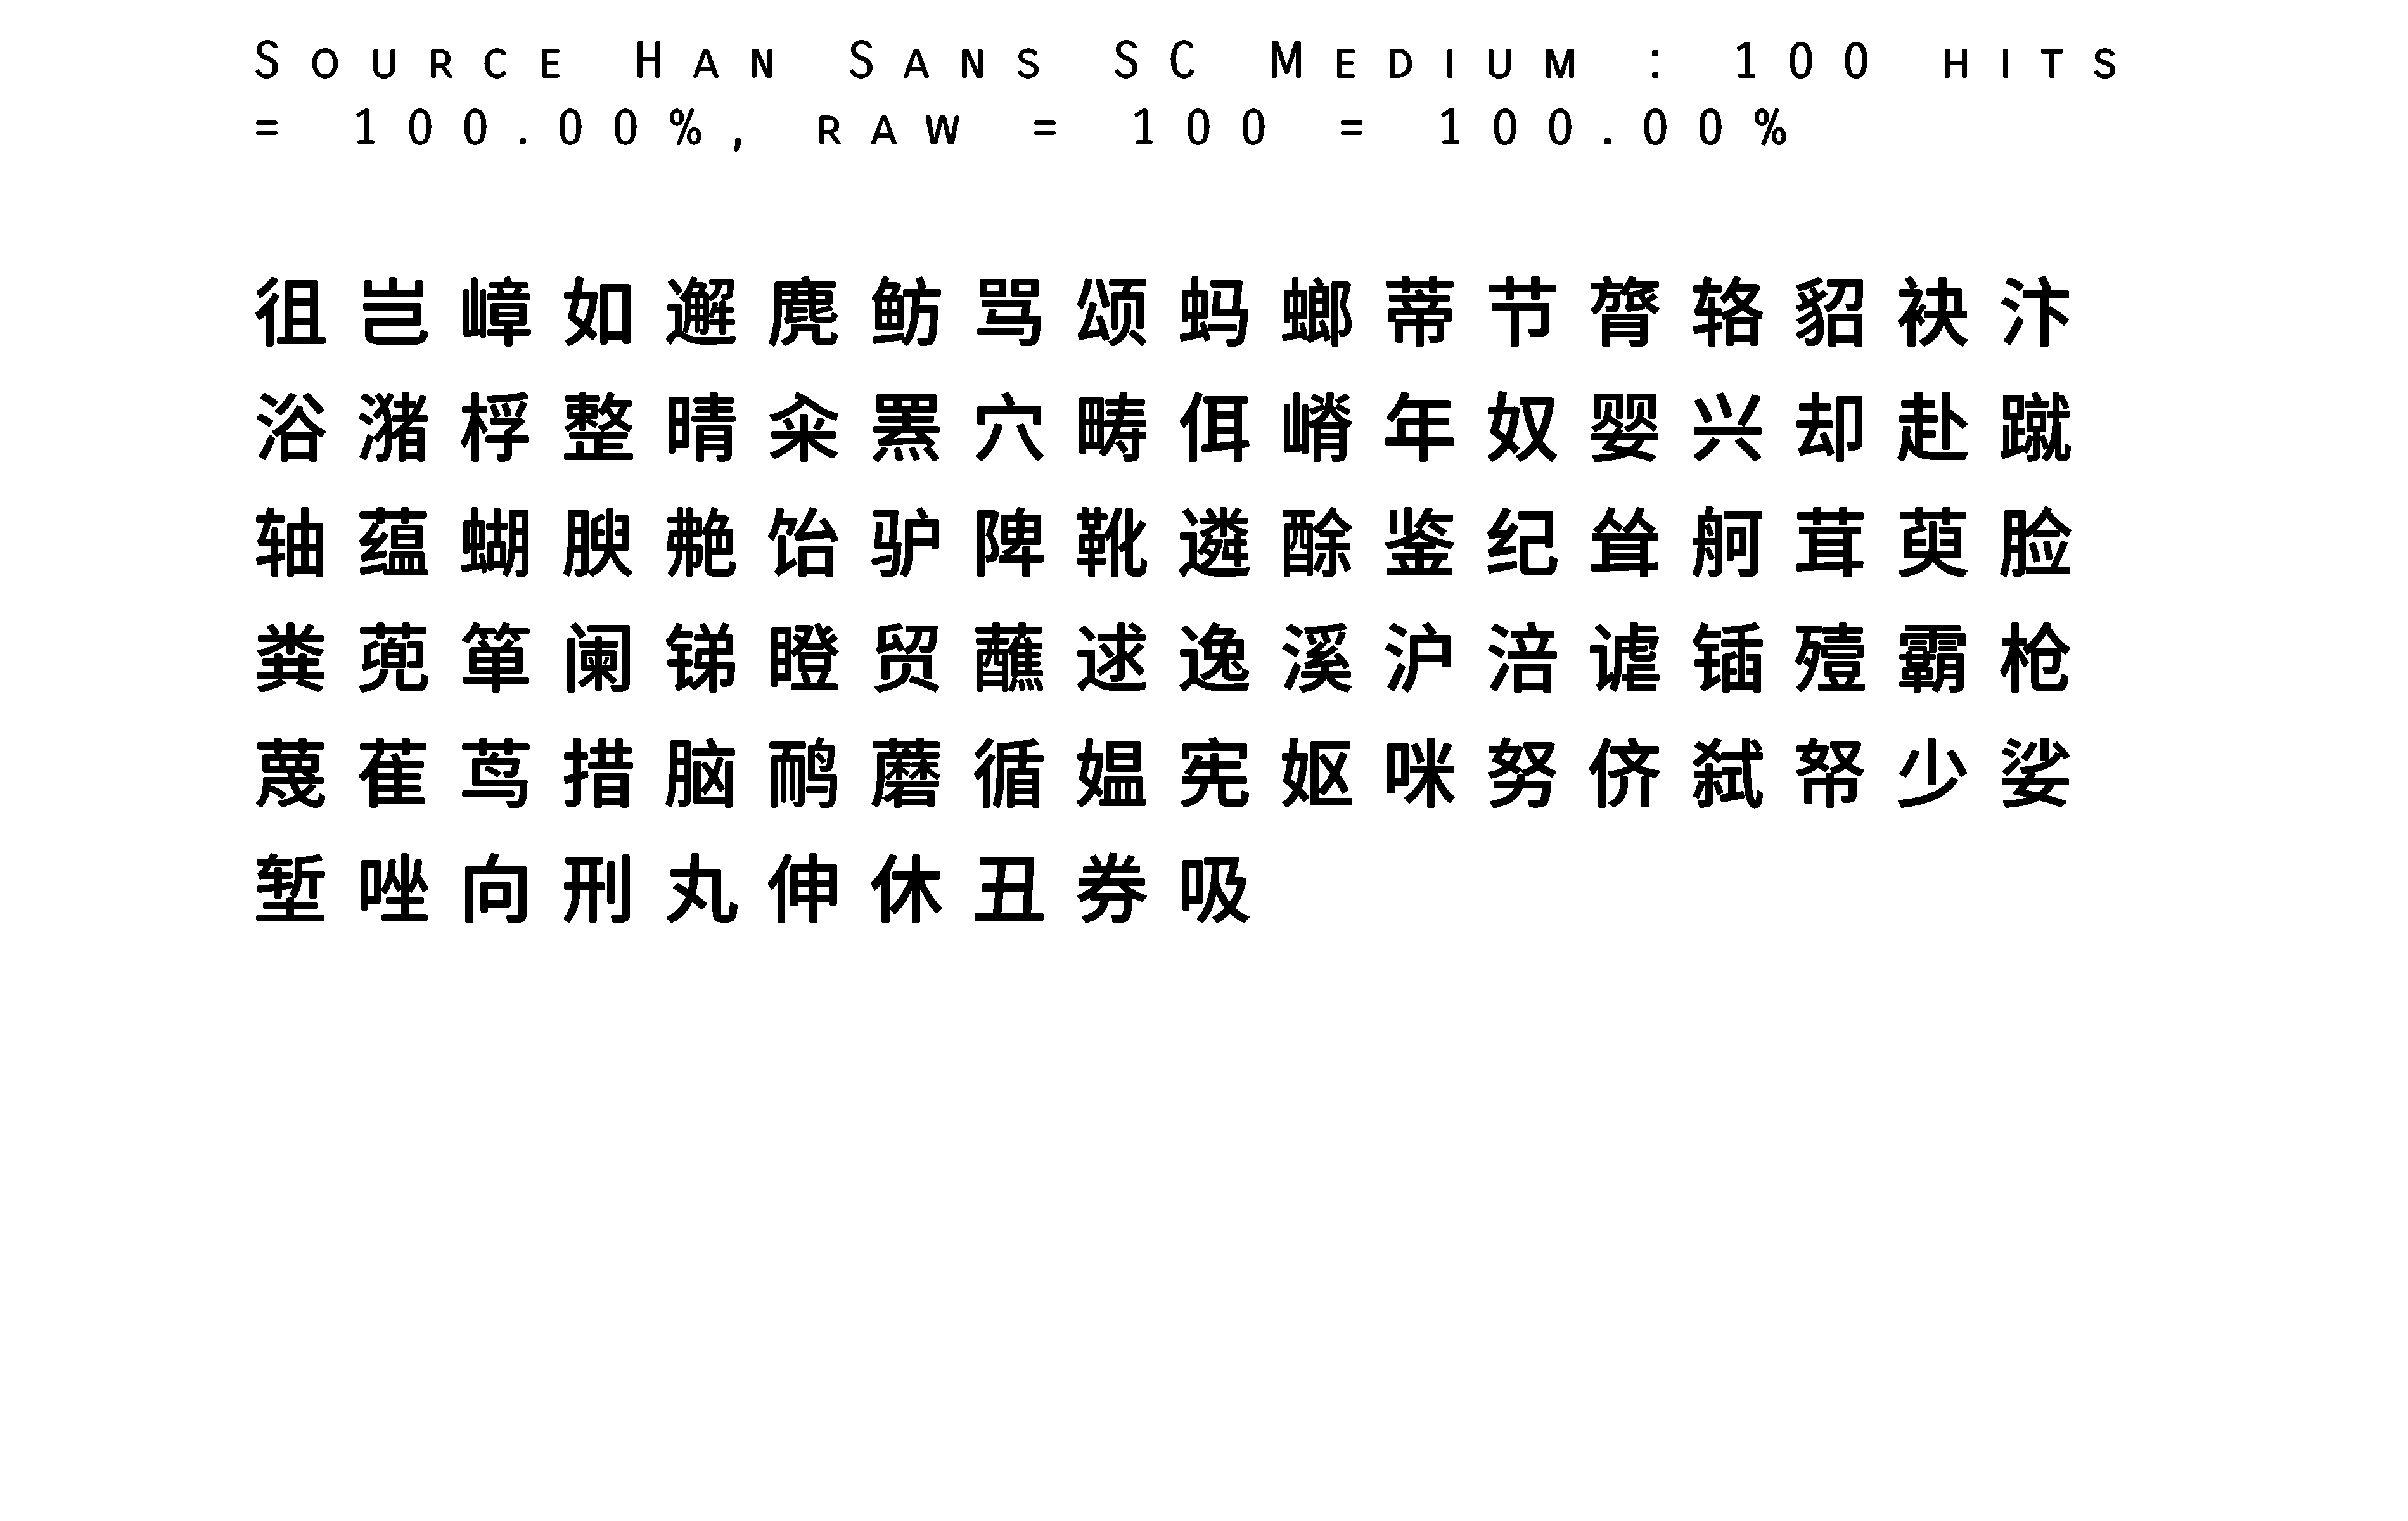 Source Han Sans SC Medium : 100 hits
= 100.00%, raw = 100 = 100.00%
徂岂嶂如邂麂鲂骂颂蚂螂蒂节膂辂貂袂汴
浴潴桴整晴籴罴穴畴佴嵴年奴婴兴却赴蹴
轴蕴蝴腴艴饴驴陴靴遴酴鉴纪耸舸茸萸脸
粪蔸箪阑锑瞪贸蘸逑逸溪沪涪谑锸殪霸枪
蔑萑茑措脑鸸蘑循媪宪妪咪努侪弑帑少娑
堑唑向刑丸伸休丑券吸